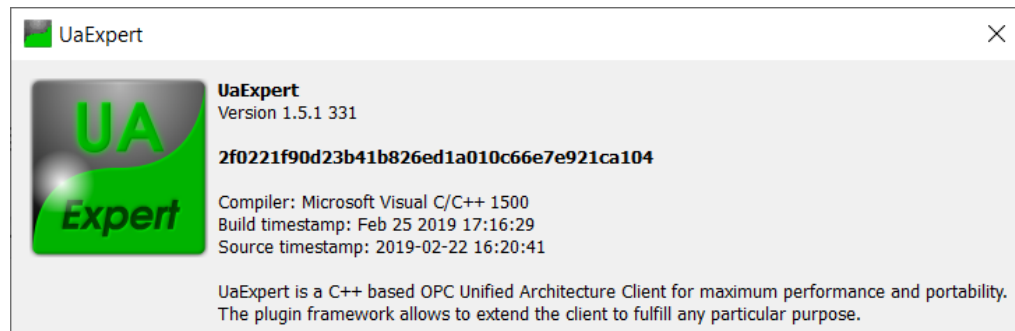 UaExpert
UA
Expert
UaExpert
Version 1.5.1 331
2f0221f90d23b41b826ed1a010c66e7e921ca104
Compiler: Microsoft Visual C/C++ 1500
Build timestamp: Feb 25 2019 17:16:29
Source timestamp: 2019-02-22 16:20:41
UaExpert is a C++ based OPC Unified Architecture Client for maximum performance and portability.
The plugin framework allows to extend the client to fulfill any particular purpose.